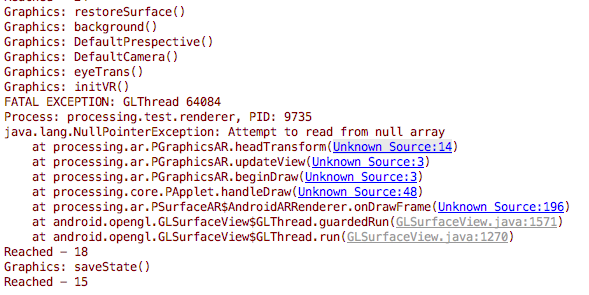 Graphics: restoreSurface()
Graphics: background()
Graphics: DefaultPrespective()
Graphics: DefaultCamera()
Graphics: eyeTrans()
Graphics: initVR()
FATAL EXCEPTION: GLThread 64084
Process: processing.test.renderer, PID: 9735
java.lang.NullPointerException: Attempt to read from null array
at processing.ar.PGraphicsAR.headTransform(Unknown Source:14)
at processing.ar.PGraphicsAR.updateView(Unknown Source:3)
at processing.ar.PGraphicsAR.beginDraw(Unknown Source:3)
at processing.core.PApplet.handleDraw(Unknown Source:48)
at processing.ar.PSurfaceAR$AndroidARRenderer.onDrawFrame(Unknown Source:196)
at android.opengl.GLSurfaceView$GLThread.guardedRun(GLSurfaceView.java:1571)
at android.opengl.GLSurfaceView$GLThread.run(GLSurfaceView.java:1270)
Reached - 18
Graphics: saveState()
Reached - 15